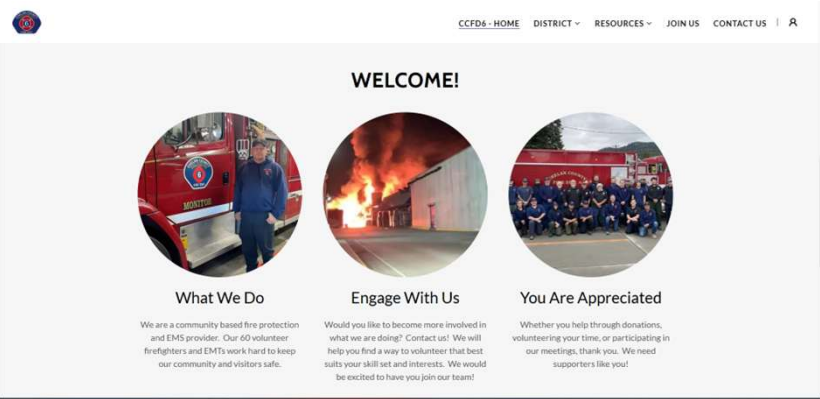 CCFD6 - HOME DISTRICT RESOURCES JOIN US CONTACT US
WELCOME!
MONITOR
6
CHELAN COUNTY
What We Do
Engage With Us
You Are Appreciated
We are a community based fire protection
and EMS provider. Our 60 volunteer
firefighters and EMTs work hard to keep
our community and visitors safe.
Would you like to become more involved in
what we are doing? Contact us! We will
help you find a way to volunteer that best
suits your skill set and interests. We would
be excited to have you join our team!
Whether you help through donations,
volunteering your time, or participating in
our meetings, thank you. We need
supporters like you!